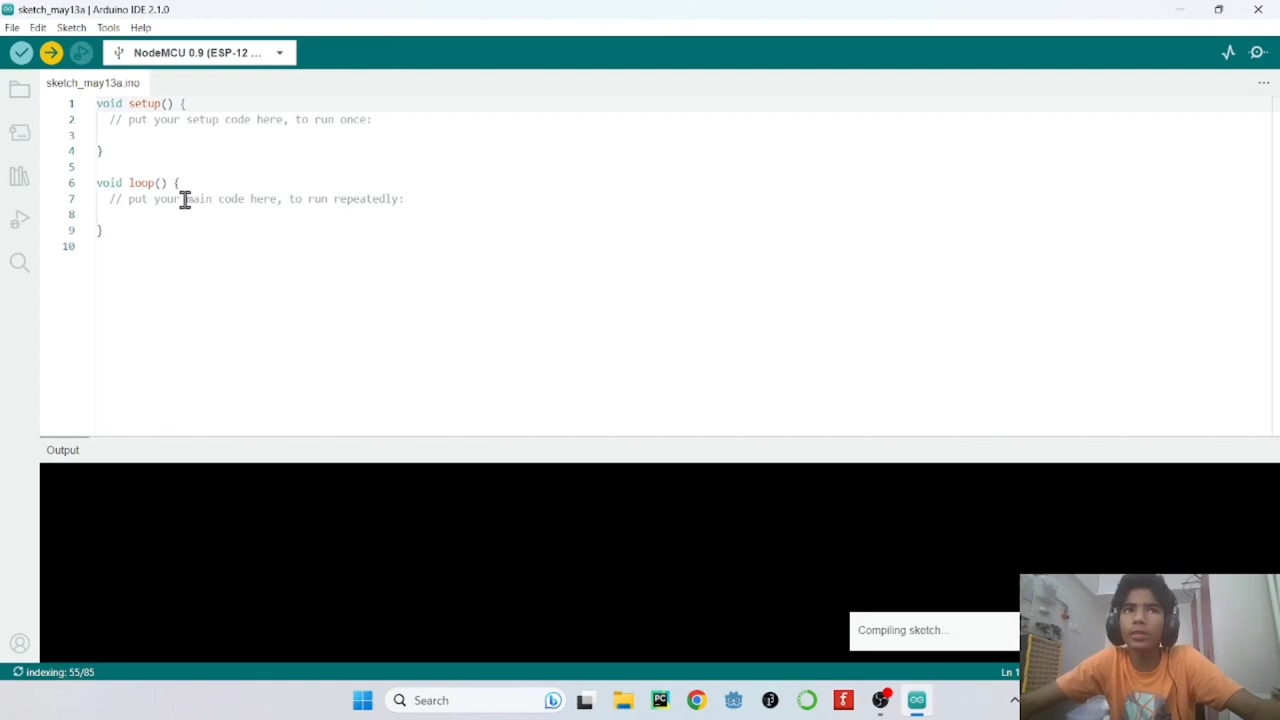 sketch_may13a | Arduino IDE 2.1.0
File Edit Sketch Tools Help
NodeMCU 0.9 (ESP-12 ...
sketch_may13a.ino
1 void setup() {
2 // put your setup code here, to run once:
3
4 }
5
6 void loop() {
7 // put your main code here, to run repeatedly:
8
9 }
10
Output
Compiling sketch...
indexing: 55/85
Ln 1
Search
PC